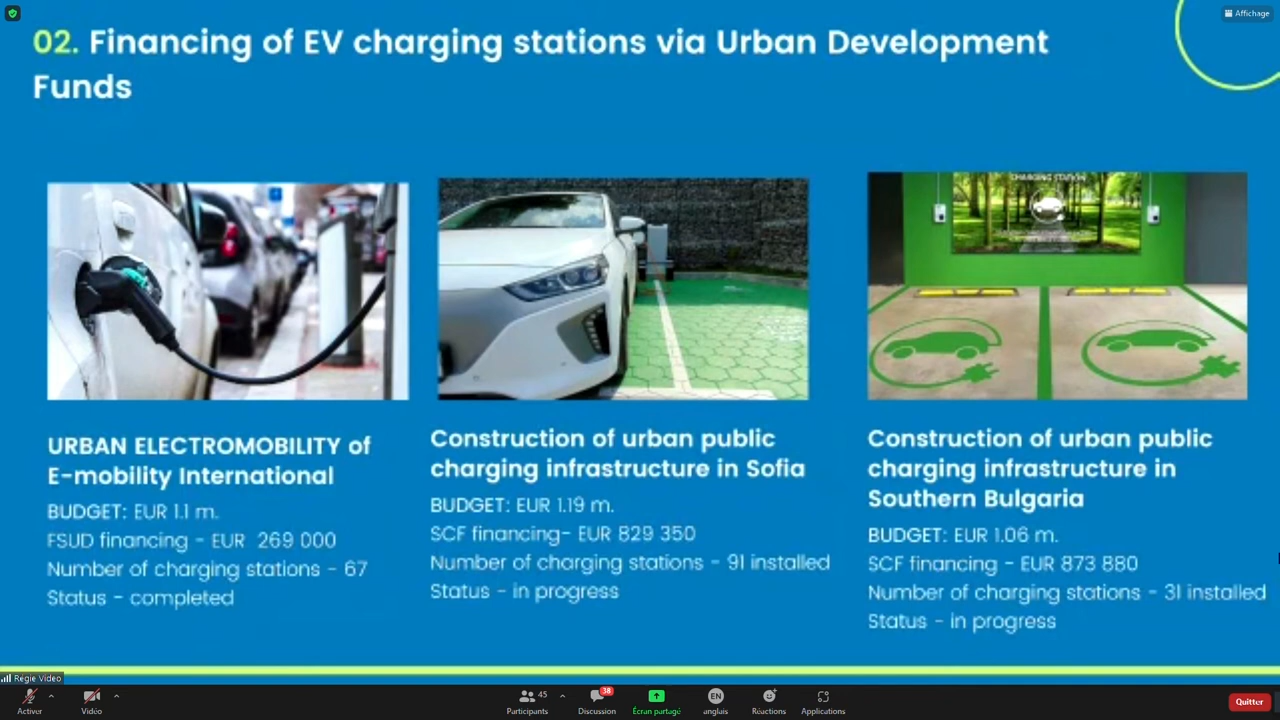 Affichage
02. Financing of EV charging stations via Urban Development
Funds
CHARGING STATION
URBAN ELECTROMOBILITY of
E-mobility International
BUDGET: EUR 1.1 m.
FSUD financing - EUR 269 000
Number of charging stations - 67
Status - completed
Construction of urban public
charging infrastructure in Sofia
BUDGET: EUR 1.19 m.
SCF financing- EUR 829 350
Number of charging stations - 91 installed
Status - in progress
Construction of urban public
charging infrastructure in
Southern Bulgaria
BUDGET: EUR 1.06 m.
SCF financing - EUR 873 880
Number of charging stations - 31 installed
Status - in progress
Régie Video
Activer
Vidéo
45
Participants
38
Discussion
Écran partagé
EN
anglais
Réactions
Applications
Quitter